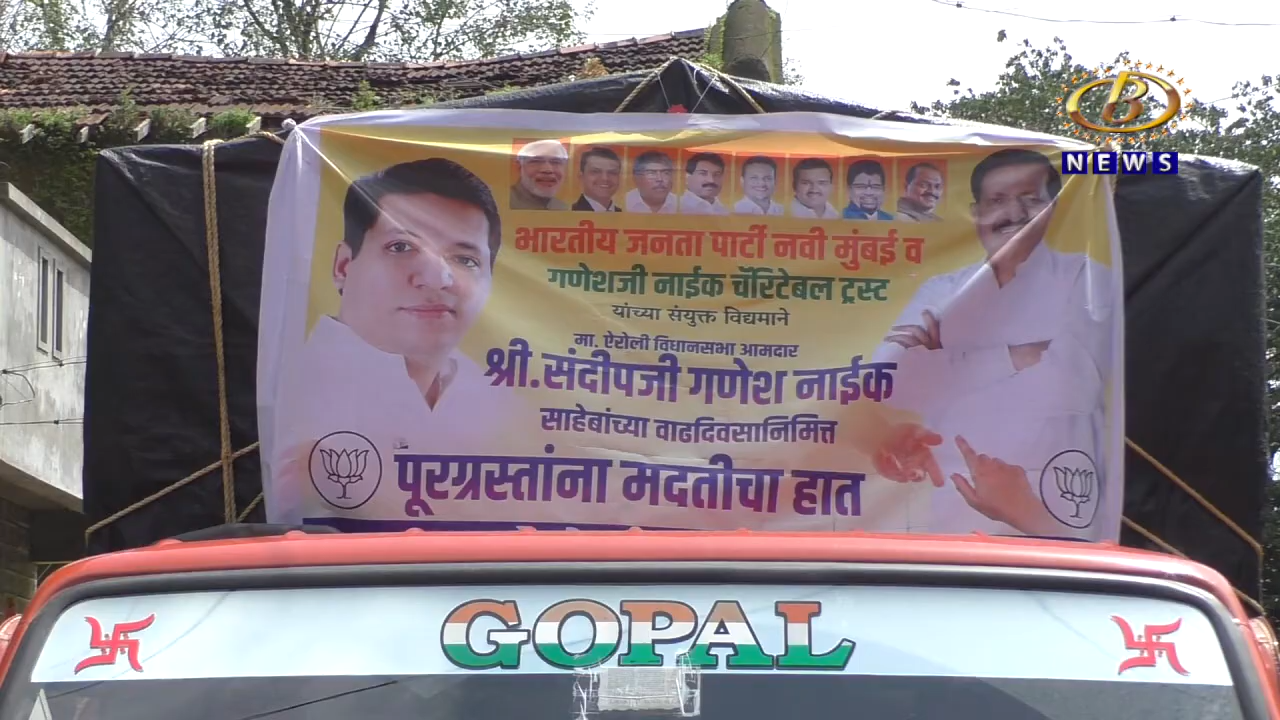 B
NEWS
भारतीय जनता पार्टी नवी मुंबई व
गणेशजी नाईक चॅरिटेबल ट्रस्ट
यांच्या संयुक्त विद्यमाने
मा. ऐरोली विधानसभा आमदार
श्री.संदीपजी गणेश नाईक
साहेबांच्या वाढदिवसानिमित्त
पूरग्रस्तांना मदतीचा हात
GOPAL